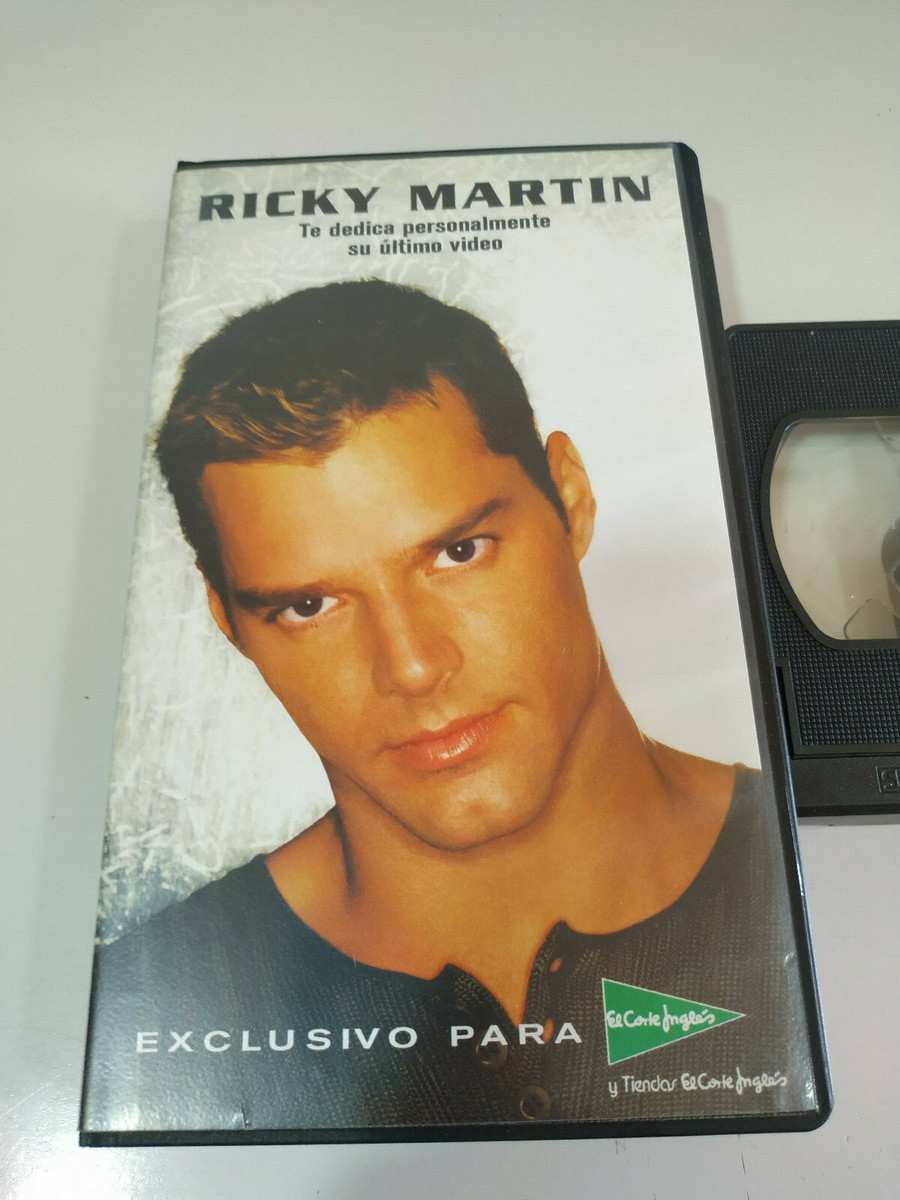 RICKY MARTIN
Te dedica personalmente
su último video
EXCLUSIVO PARA
El Corte Inglés
y Tiendas El Corte Inglés